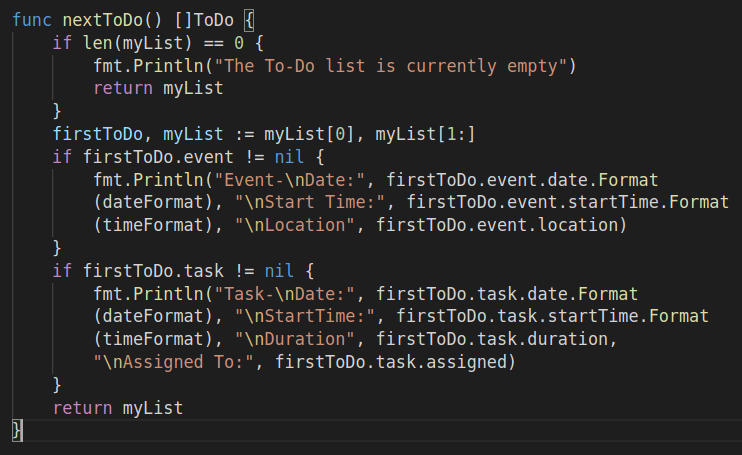 func nextToDo() []ToDo {
    if len(myList) == 0 {
        fmt.Println("The To-Do list is currently empty")
        return myList
    }
    firstToDo, myList := myList[0], myList[1:]
    if firstToDo.event != nil {
        fmt.Println("Event-\nDate:", firstToDo.event.date.Format
        (dateFormat), "\nStart Time:", firstToDo.event.startTime.Format
        (timeFormat), "\nLocation", firstToDo.event.location)
    }
    if firstToDo.task != nil {
        fmt.Println("Task-\nDate:", firstToDo.task.date.Format
        (dateFormat), "\nStartTime:", firstToDo.task.startTime.Format
        (timeFormat), "\nDuration", firstToDo.task.duration,
        "\nAssigned To:", firstToDo.task.assigned)
    }
    return myList
}